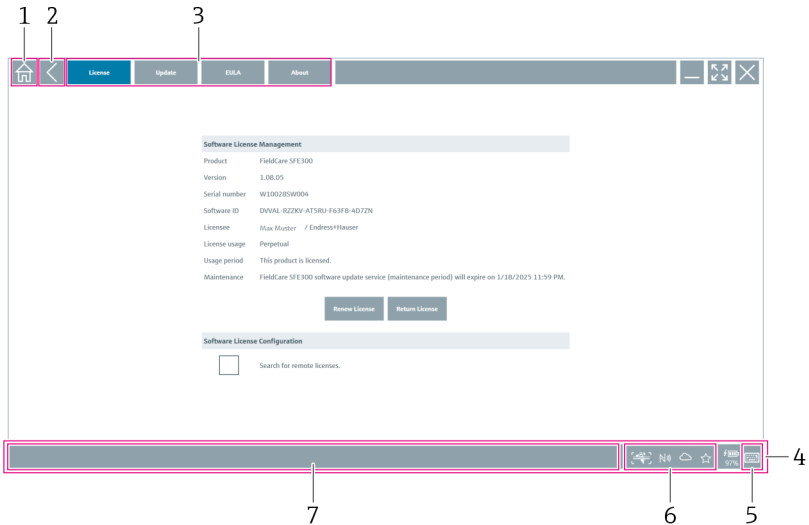 1 2 3
License Update EULA About
Software License Management
Product FieldCare SFE300
Version 1.08.05
Serial number W10028SW004
Software ID DVVAL-RZZKV-AT5RU-F63FB-4D7ZN
Licensee Max Muster / Endress+Hauser
License usage Perpetual
Usage period This product is licensed.
Maintenance FieldCare SFE300 software update service (maintenance period) will expire on 1/18/2025 11:59 PM.
Renew License Return License
Software License Configuration
Search for remote licenses.
97%
4
7 6 5